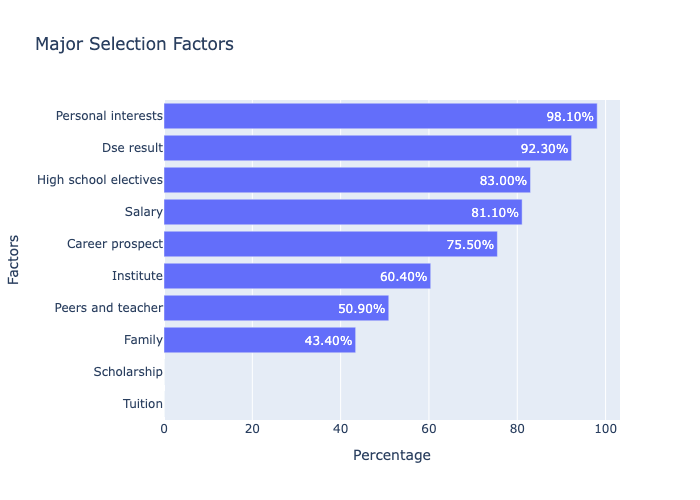 Major Selection Factors
Factors
Personal interests 98.10%
Dse result 92.30%
High school electives 83.00%
Salary 81.10%
Career prospect 75.50%
Institute 60.40%
Peers and teacher 50.90%
Family 43.40%
Scholarship
Tuition
0 20 40 60 80 100
Percentage